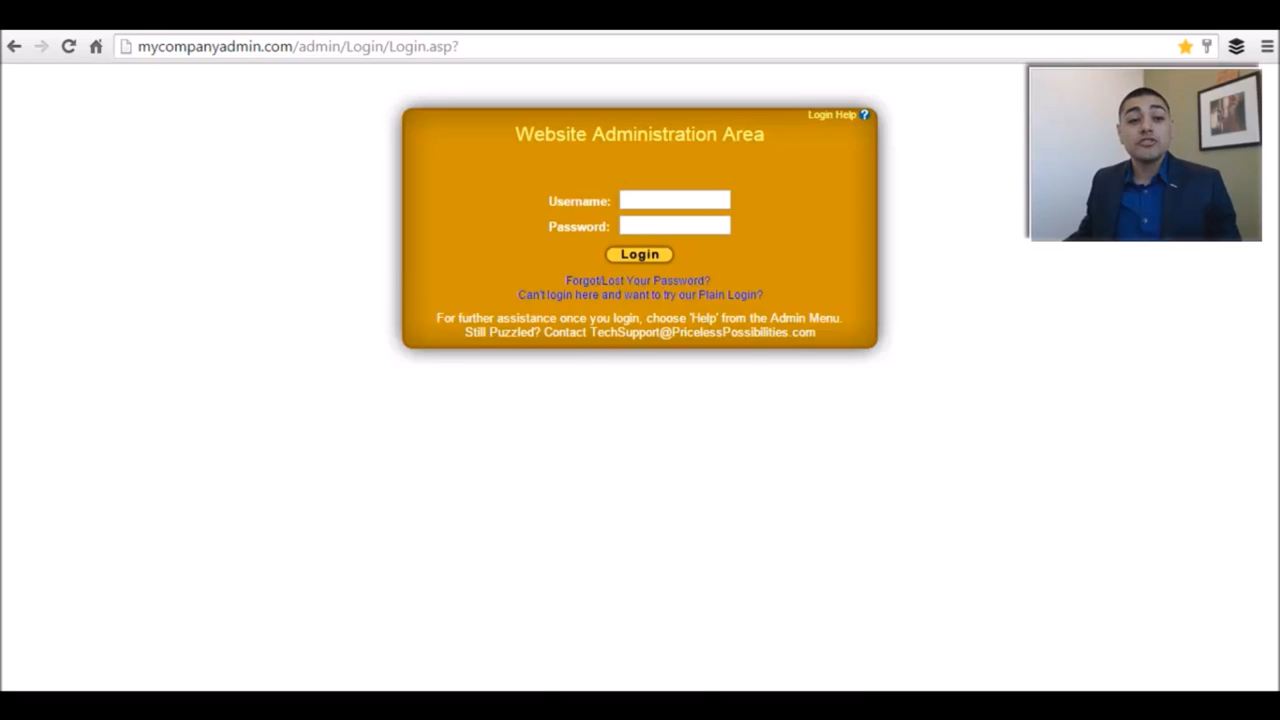 mycompanyadmin.com/admin/Login/Login.asp?
Login Help ?
Website Administration Area
Username:
Password:
Login
Forgot/Lost Your Password?
Can't login here and want to try our Plain Login?
For further assistance once you login, choose 'Help' from the Admin Menu.
Still Puzzled? Contact TechSupport@PricelessPossibilities.com